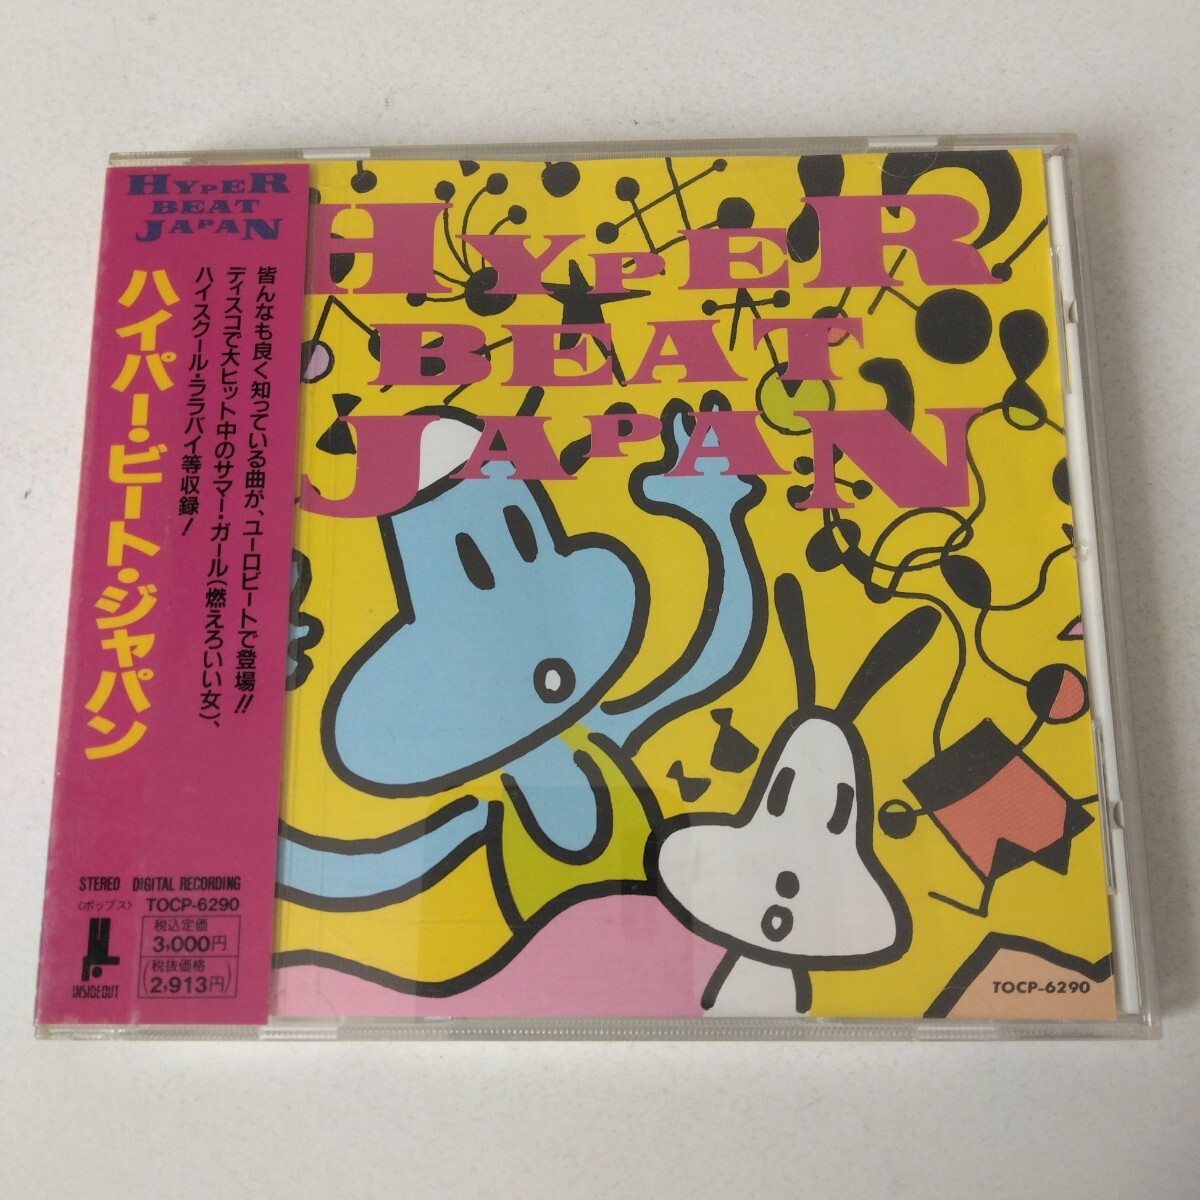 HYPER
BEAT
JAPAN
ハイパー・ビート・ジャパン
皆んなも良く知っている曲が、ユーロビートで登場!!
ディスコで大ヒット中のサマー・ガール(燃えろいい女)、
ハイスクール・ララバイ等収録!
STEREO DIGITAL RECORDING
〈ポップス〉 TOCP-6290
税込定価
3,000円
(税抜価格
2,913円)
INSIDEOUT
HYPER
BEAT
JAPAN
TOCP-6290